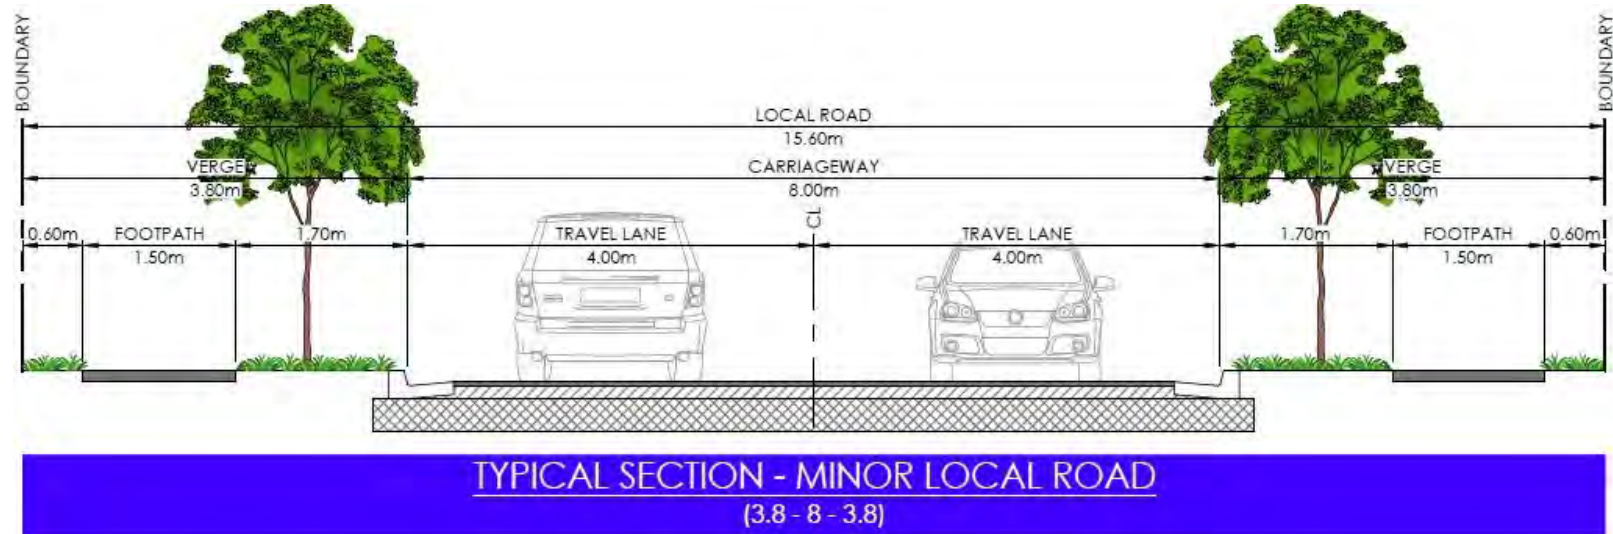 BOUNDARY
BOUNDARY
LOCAL ROAD
15.60m
VERGE
3.80m
CARRIAGEWAY
8.00m
VERGE
3.80m
CL
0.60m
FOOTPATH
1.50m
1.70m
TRAVEL LANE
4.00m
TRAVEL LANE
4.00m
1.70m
FOOTPATH
1.50m
0.60m
TYPICAL SECTION - MINOR LOCAL ROAD
(3.8 - 8 - 3.8)